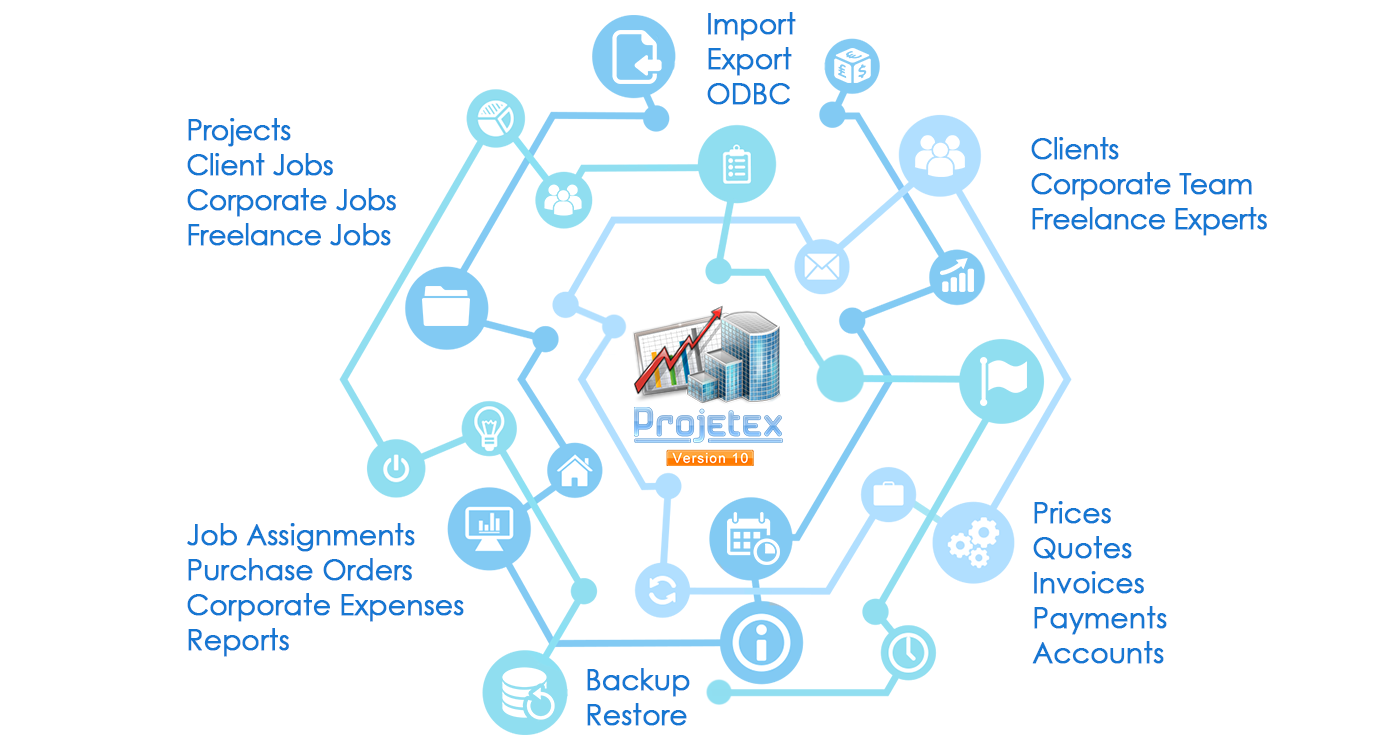 Import
Export
ODBC
Projects
Client Jobs
Corporate Jobs
Freelance Jobs
Clients
Corporate Team
Freelance Experts
Projetex
Version 10
Job Assignments
Purchase Orders
Corporate Expenses
Reports
Prices
Quotes
Invoices
Payments
Accounts
Backup
Restore